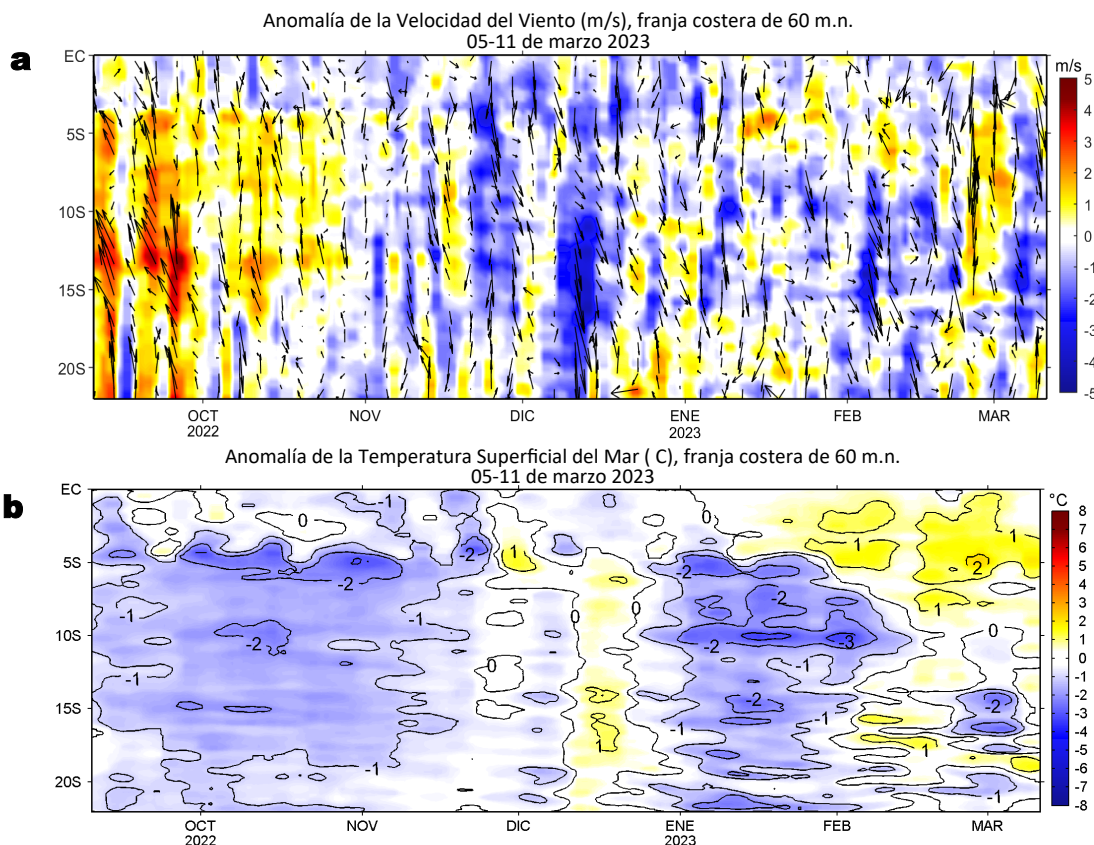 Anomalía de la Velocidad del Viento (m/s), franja costera de 60 m.n.
05-11 de marzo 2023
a
EC
5S
10S
15S
20S
OCT
2022
NOV
DIC
ENE
2023
FEB
MAR
m/s
5
4
3
2
1
0
-1
-2
-3
-4
-5
Anomalía de la Temperatura Superficial del Mar ( C), franja costera de 60 m.n.
05-11 de marzo 2023
b
EC
5S
10S
15S
20S
-1
0
-2
1
-2
-2
0
1
2
-1
-2
0
0
-2
1
0
-2
-3
-1
0
-1
-2
-2
-1
-1
1
1
-1
-1
OCT
2022
NOV
DIC
ENE
2023
FEB
MAR
°C
8
7
6
5
4
3
2
1
0
-1
-2
-3
-4
-5
-6
-7
-8